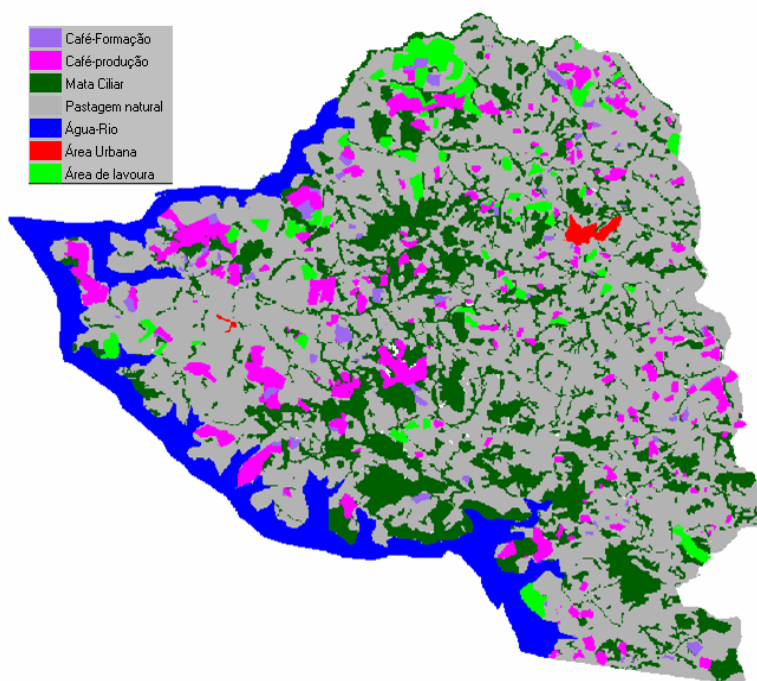 Café-Formação
Café-produção
Mata Ciliar
Pastagem natural
Água-Rio
Área Urbana
Área de lavoura